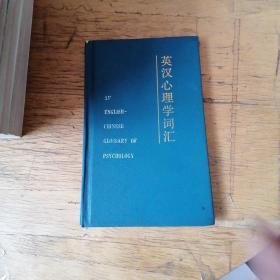 英汉心理学词汇
AN
ENGLISH-
CHINESE
GLOSSARY OF
PSYCHOLOGY